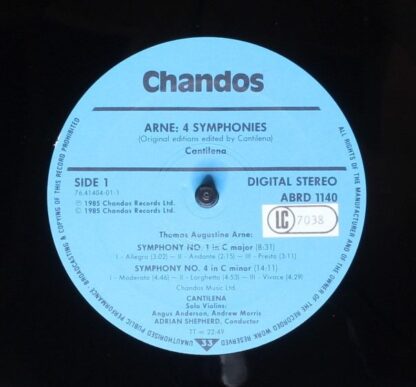 Chandos
ARNE: 4 SYMPHONIES
(Original editions edited by Cantilena)
Cantilena
SIDE 1
DIGITAL STEREO
76.41404-01-1
ABRD 1140
℗ 1985 Chandos Records Ltd.
© 1985 Chandos Records Ltd.
LC 7038
Thomas Augustine Arne:
SYMPHONY NO. 1 in C major (8:31)
I - Allegro (3:02) - II - Andante (2:15) - III - Presto (3:11)
SYMPHONY NO. 4 in C minor (14:11)
I - Moderato (4.46) - II - Larghetto (4:53) - III - Vivace (4:29)
Chandos Music Ltd.
CANTILENA
Solo Violins:
Angus Anderson, Andrew Morris
ADRIAN SHEPHERD, Conductor
TT = 22:49
33
ALL RIGHTS OF THE MANUFACTURER AND OF THE OWNER OF THE RECORDED WORK RESERVED
UNAUTHORISED PUBLIC PERFORMANCE, BROADCASTING & COPYING OF THIS RECORD PROHIBITED